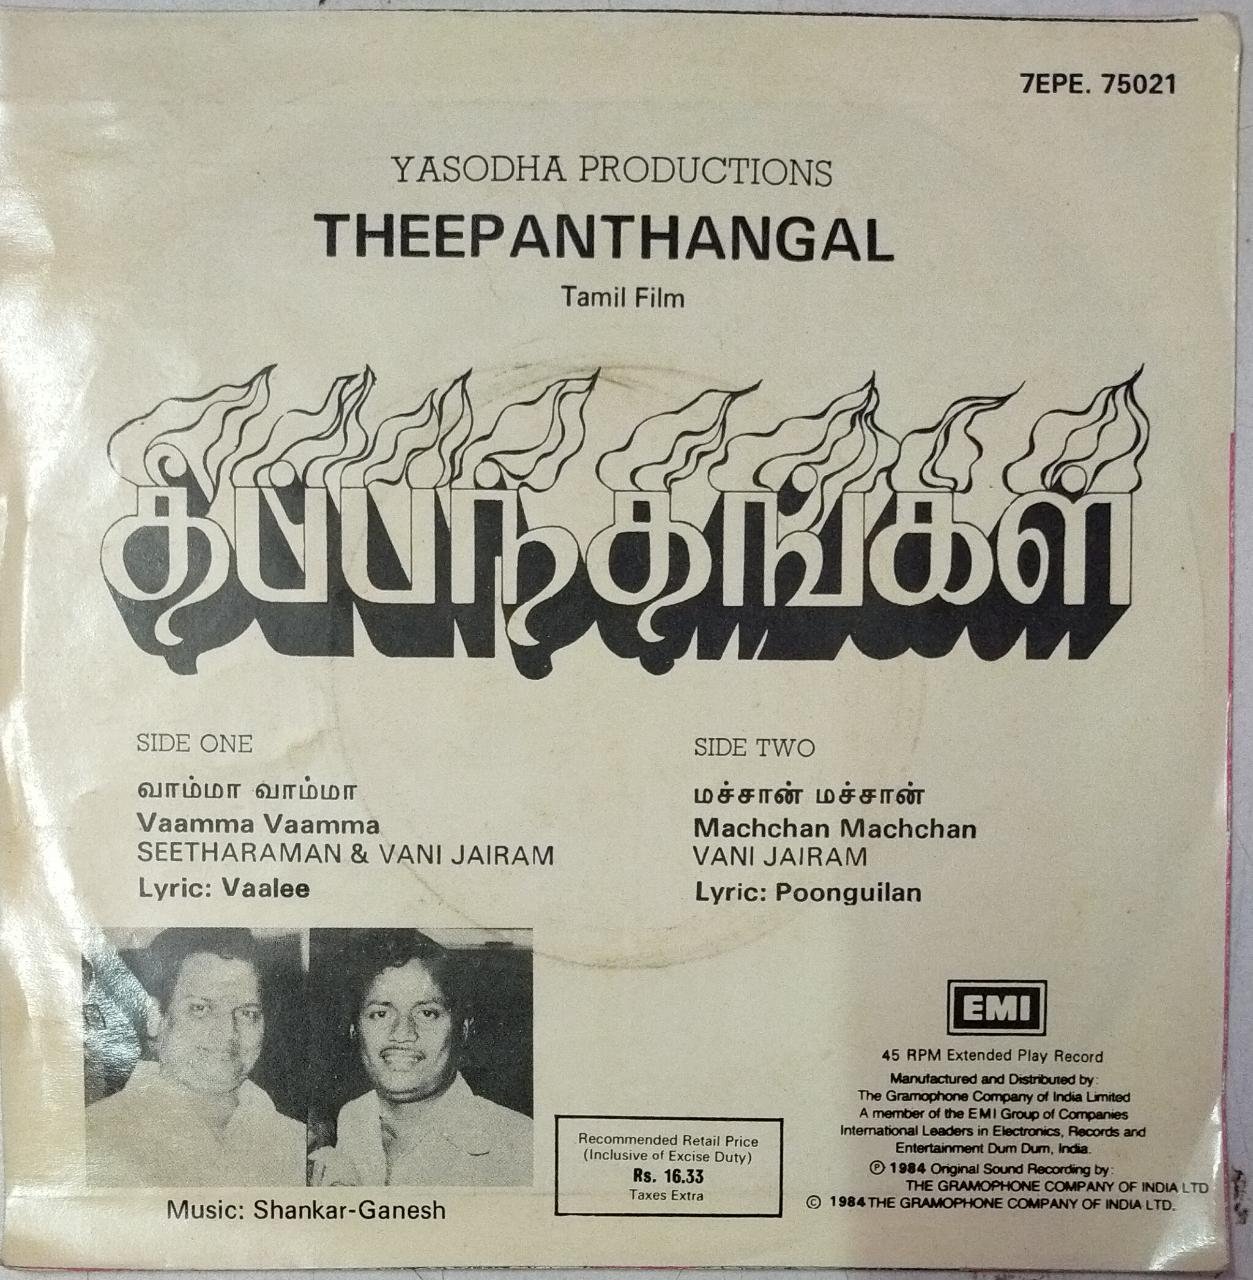 7EPE. 75021
YASODHA PRODUCTIONS
THEEPANTHANGAL
Tamil Film
தீப்பந்தங்கள்
SIDE ONE
வாம்மா வாம்மா
Vaamma Vaamma
SEETHARAMAN & VANI JAIRAM
Lyric: Vaalee
SIDE TWO
மச்சான் மச்சான்
Machchan Machchan
VANI JAIRAM
Lyric: Poonguilan
Music: Shankar-Ganesh
Recommended Retail Price
(Inclusive of Excise Duty)
Rs. 16.33
Taxes Extra
EMI
45 RPM Extended Play Record
Manufactured and Distributed by:
The Gramophone Company of India Limited
A member of the EMI Group of Companies
International Leaders in Electronics, Records and
Entertainment Dum Dum, India.
℗ 1984 Original Sound Recording by:
THE GRAMOPHONE COMPANY OF INDIA LTD
© 1984 THE GRAMOPHONE COMPANY OF INDIA LTD.